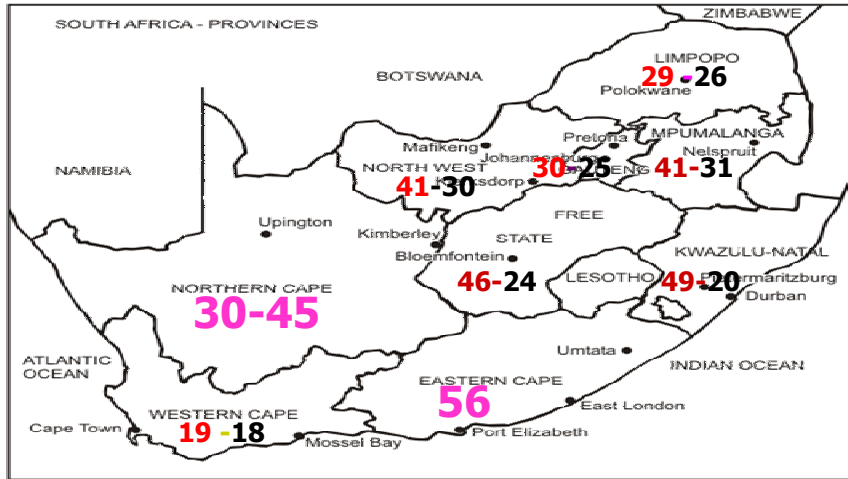 ZIMBABWE
SOUTH AFRICA - PROVINCES
LIMPOPO
29 -26
BOTSWANA
Polokwane
Pretoria
MPUMALANGA
Mafikeng
Nelspruit
Johannesburg
NORTH WEST
30-25
41-31
GAUTENG
NAMIBIA
41-30
Klerksdorp
FREE
Upington
Kimberley
STATE
KWAZULU-NATAL
Bloemfontein
46-24
LESOTHO
49-20
Pietermaritzburg
NORTHERN CAPE
Durban
30-45
ATLANTIC
OCEAN
Umtata
INDIAN OCEAN
EASTERN CAPE
56
WESTERN CAPE
East London
Cape Town
19 -18
Mossel Bay
Port Elizabeth